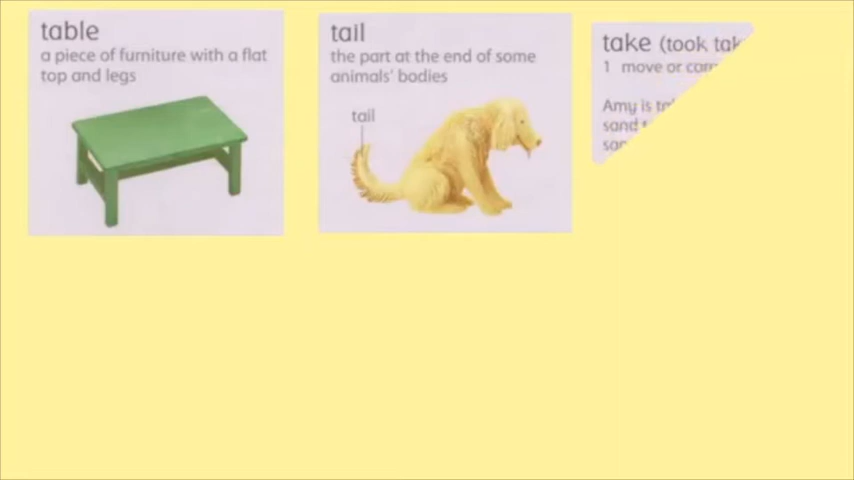 table
a piece of furniture with a flat
top and legs
tail
the part at the end of some
animals' bodies
tail
take (took
1 move or
Amy is
sand